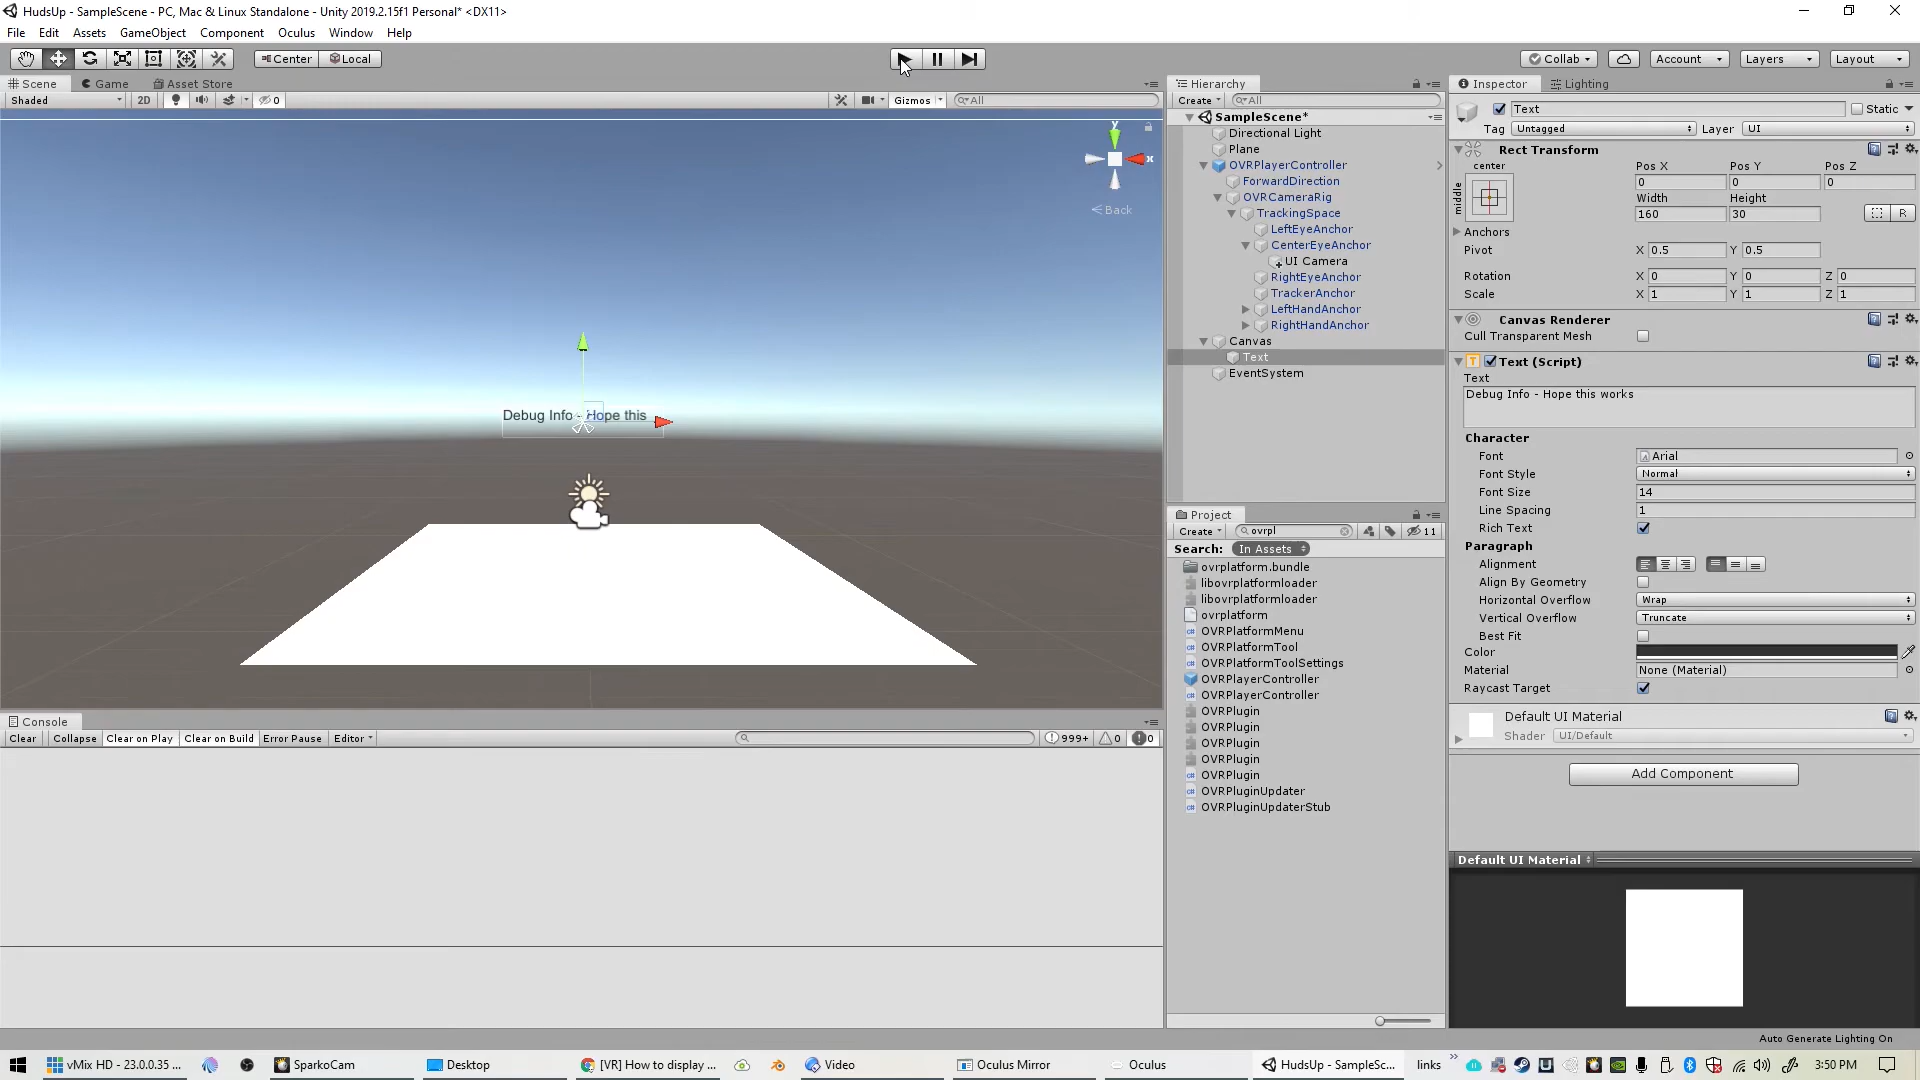 HudsUp - SampleScene - PC, Mac & Linux Standalone - Unity 2019.2.15f1 Personal* <DX11>
File Edit Assets GameObject Component Oculus Window Help
Center Local Collab Account Layers Layout
Scene Game Asset Store
Shaded 2D 0 Gizmos All
y
x
Back
Debug Info - Hope this
Console
Clear Collapse Clear on Play Clear on Build Error Pause Editor 999+ 0 0
Hierarchy
Create All
SampleScene*
Directional Light
Plane
OVRPlayerController
ForwardDirection
OVRCameraRig
TrackingSpace
LeftEyeAnchor
CenterEyeAnchor
UI Camera
RightEyeAnchor
TrackerAnchor
LeftHandAnchor
RightHandAnchor
Canvas
Text
EventSystem
Project
Create ovrpl 11
Search: In Assets
ovrplatform.bundle
libovrplatformloader
libovrplatformloader
ovrplatform
OVRPlatformMenu
OVRPlatformTool
OVRPlatformToolSettings
OVRPlayerController
OVRPlayerController
OVRPlugin
OVRPlugin
OVRPlugin
OVRPlugin
OVRPlugin
OVRPluginUpdater
OVRPluginUpdaterStub
Inspector Lighting
Text Static
Tag Untagged Layer UI
Rect Transform
center Pos X Pos Y Pos Z
middle 0 0 0
Width Height
160 30 R
Anchors
Pivot X 0.5 Y 0.5
Rotation X 0 Y 0 Z 0
Scale X 1 Y 1 Z 1
Canvas Renderer
Cull Transparent Mesh
Text (Script)
Text
Debug Info - Hope this works
Character
Font Arial
Font Style Normal
Font Size 14
Line Spacing 1
Rich Text
Paragraph
Alignment
Align By Geometry
Horizontal Overflow Wrap
Vertical Overflow Truncate
Best Fit
Color
Material None (Material)
Raycast Target
Default UI Material
Shader UI/Default
Add Component
Default UI Material
Auto Generate Lighting On
vMix HD - 23.0.0.35 ... SparkoCam Desktop [VR] How to display ... Video Oculus Mirror Oculus HudsUp - SampleSc... links 3:50 PM